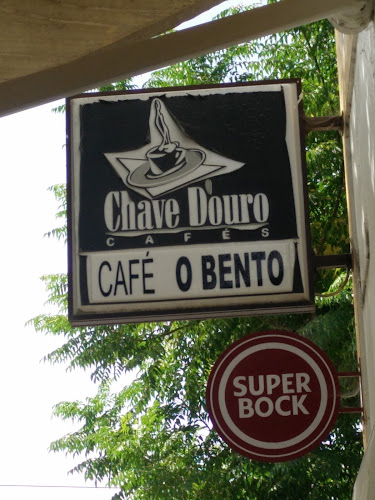 Chave D'ouro
CAFÉS
CAFÉ O BENTO
SUPER
BOCK